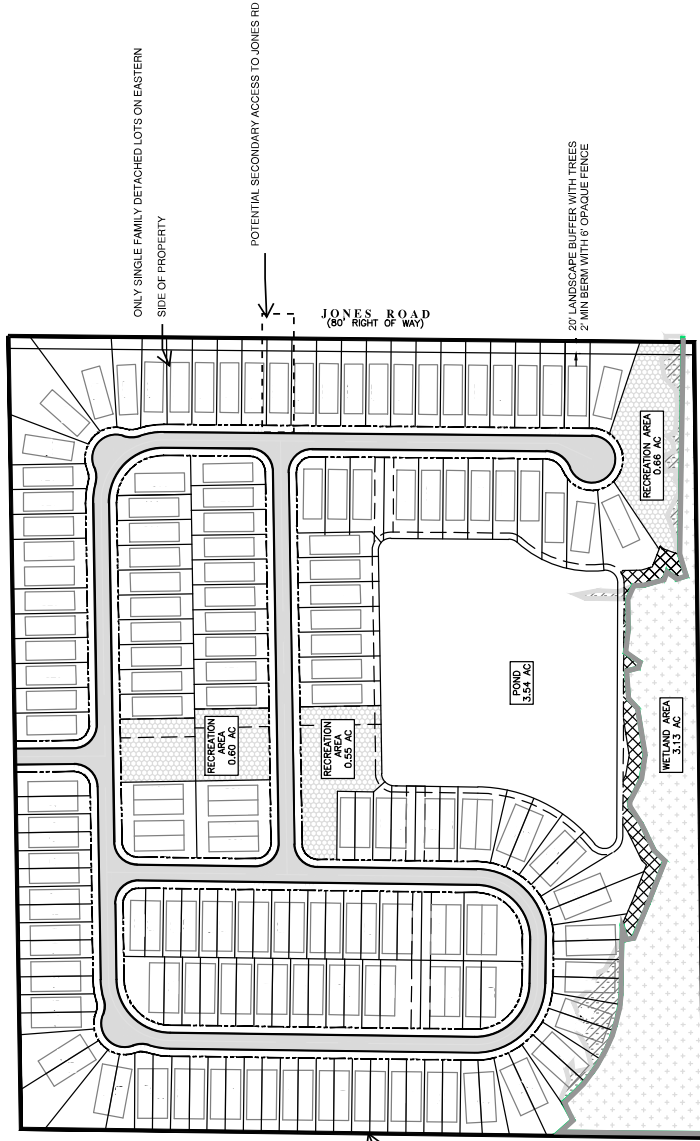 ONLY SINGLE FAMILY DETACHED LOTS ON EASTERN
SIDE OF PROPERTY
POTENTIAL SECONDARY ACCESS TO JONES RD
20' LANDSCAPE BUFFER WITH TREES
2' MIN BERM WITH 6' OPAQUE FENCE
JONES ROAD
(80' RIGHT OF WAY)
RECREATION AREA
0.66 AC
POND
3.54 AC
RECREATION
AREA
0.60 AC
RECREATION
AREA
0.55 AC
WETLAND AREA
3.13 AC